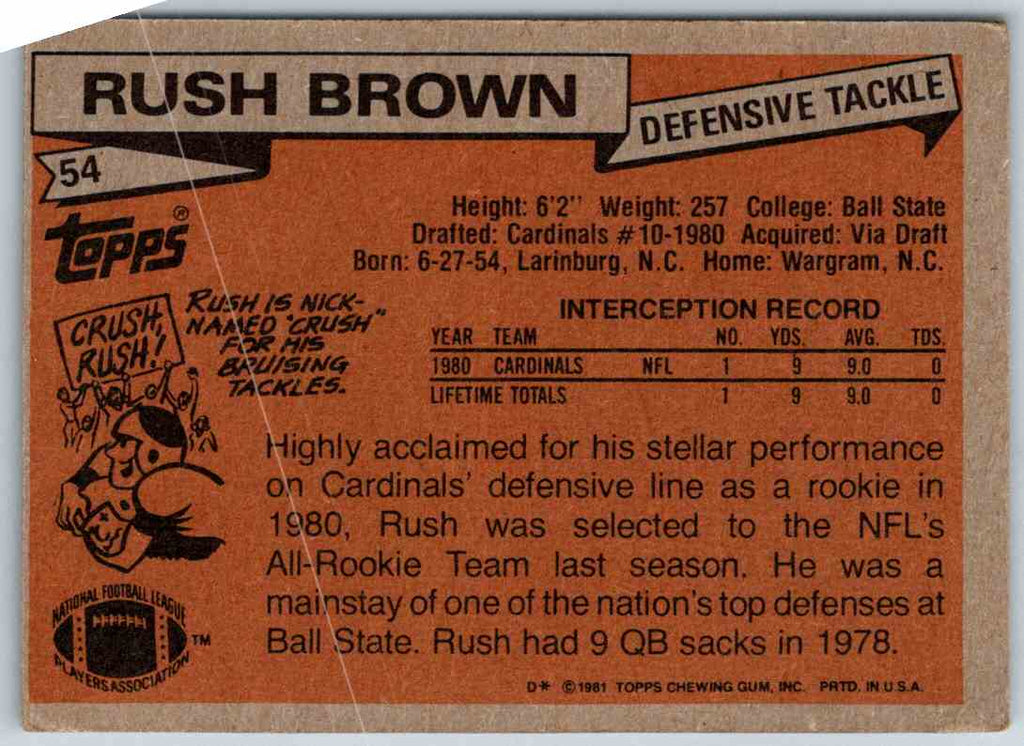 RUSH BROWN
DEFENSIVE TACKLE
54
Topps®
Height: 6'2" Weight: 257 College: Ball State
Drafted: Cardinals #10-1980 Acquired: Via Draft
Born: 6-27-54, Larinburg, N.C. Home: Wargram, N.C.
CRUSH,
RUSH!
RUSH IS NICK-
NAMED "CRUSH"
FOR HIS
BRUISING
TACKLES.
INTERCEPTION RECORD
YEAR TEAM NO. YDS. AVG. TDS.
1980 CARDINALS NFL 1 9 9.0 0
LIFETIME TOTALS 1 9 9.0 0
Highly acclaimed for his stellar performance
on Cardinals' defensive line as a rookie in
1980, Rush was selected to the NFL's
All-Rookie Team last season. He was a
mainstay of one of the nation's top defenses at
Ball State. Rush had 9 QB sacks in 1978.
NATIONAL FOOTBALL LEAGUE
PLAYERS ASSOCIATION
TM
D* ©1981 TOPPS CHEWING GUM, INC. PRTD. IN U.S.A.